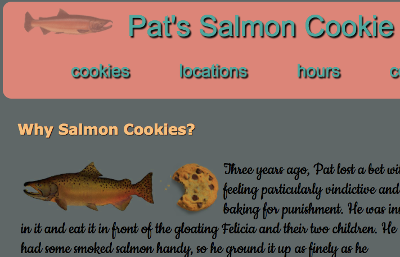 Pat's Salmon Cookie
cookies locations hours
Why Salmon Cookies?
Three years ago, Pat lost a bet wi
feeling particularly vindictive and
baking for punishment. He was in
in it and eat it in front of the gloating Felicia and their two children. He
had some smoked salmon handy, so he ground it up as finely as he